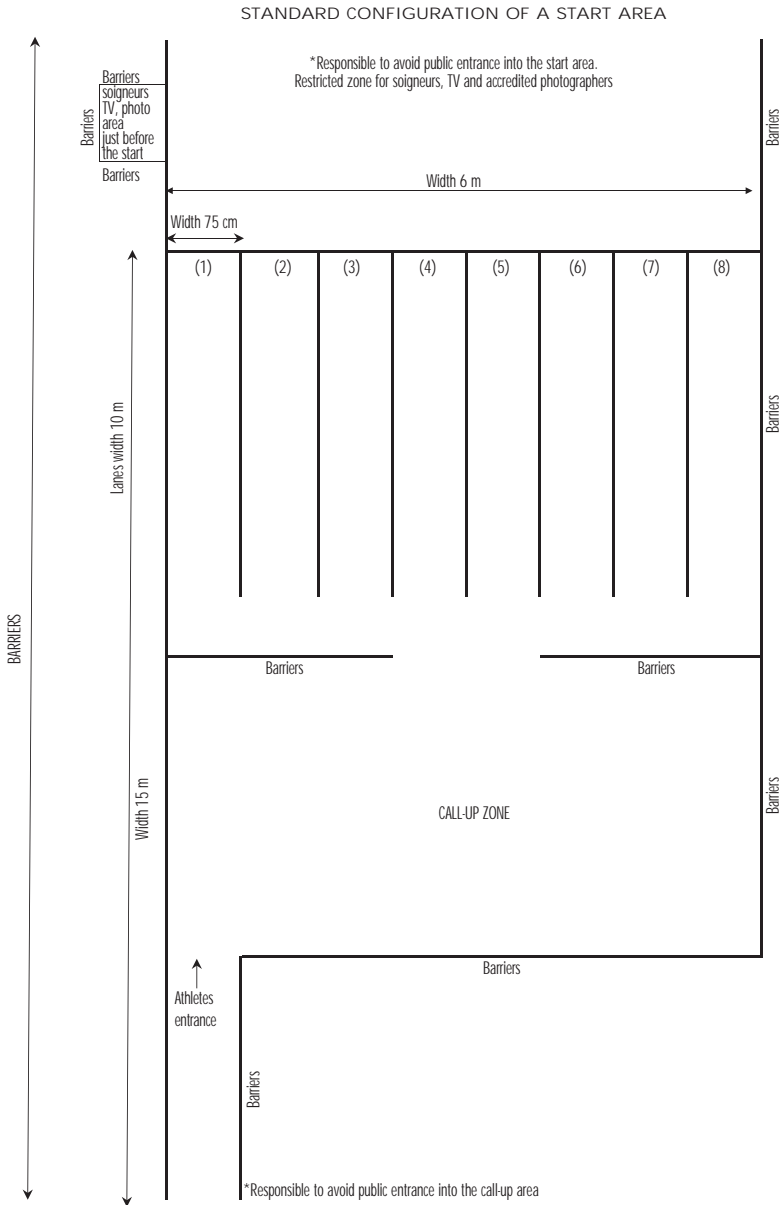 STANDARD CONFIGURATION OF A START AREA
*Responsible to avoid public entrance into the start area.
Restricted zone for soigneurs, TV and accredited photographers
Barriers
Barriers
soigneurs
TV, photo
area
just before
the start
Barriers
Barriers
Width 6 m
Width 75 cm
(1)
(2)
(3)
(4)
(5)
(6)
(7)
(8)
Lanes width 10 m
Barriers
BARRIERS
Barriers
Barriers
Width 15 m
CALL-UP ZONE
Barriers
Barriers
Athletes
entrance
Barriers
*Responsible to avoid public entrance into the call-up area